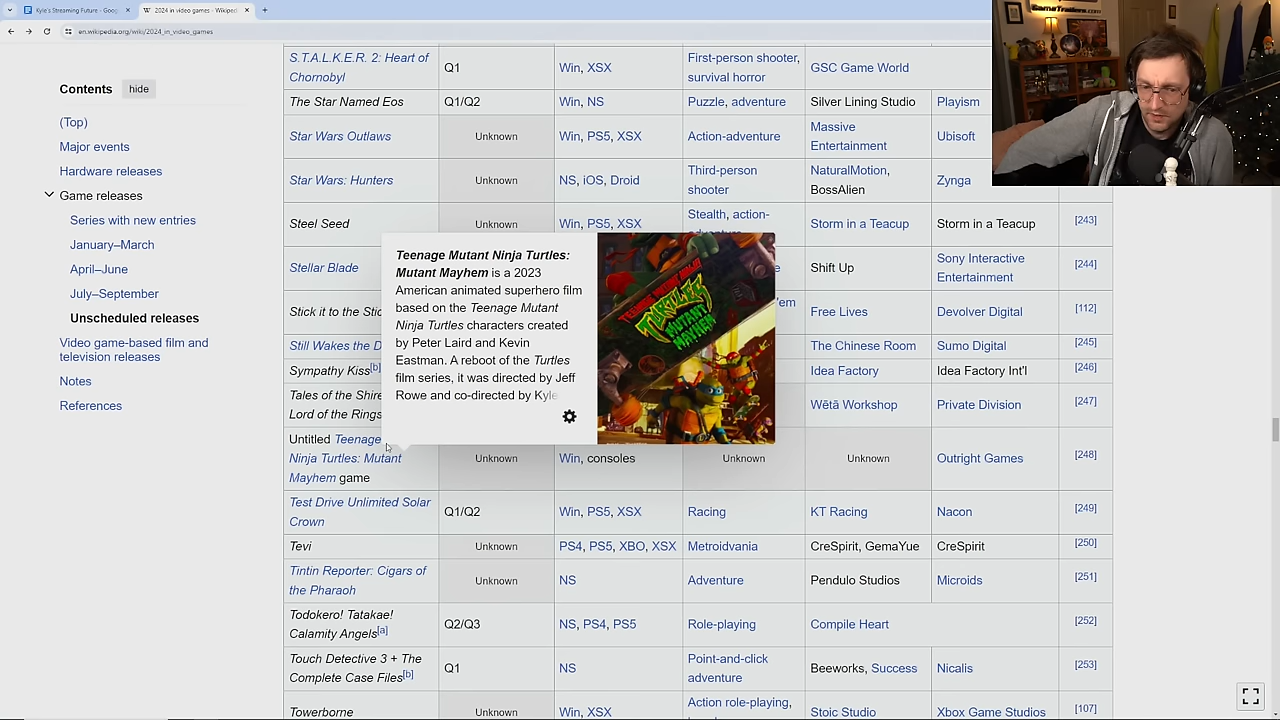 Kyle's Streaming Future - Goog
2024 in video games - Wikiped
en.wikipedia.org/wiki/2024_in_video_games
GameTrailers.com
Contents hide
(Top)
Major events
Hardware releases
Game releases
Series with new entries
January–March
April–June
July–September
Unscheduled releases
Video game-based film and
television releases
Notes
References
S.T.A.L.K.E.R. 2: Heart of
Chornobyl
Q1
Win, XSX
First-person shooter,
survival horror
GSC Game World
The Star Named Eos
Q1/Q2
Win, NS
Puzzle, adventure
Silver Lining Studio
Playism
Star Wars Outlaws
Unknown
Win, PS5, XSX
Action-adventure
Massive
Entertainment
Ubisoft
Star Wars: Hunters
Unknown
NS, iOS, Droid
Third-person
shooter
NaturalMotion,
BossAlien
Zynga
Steel Seed
Unknown
Win, PS5, XSX
Stealth, action-
Storm in a Teacup
Storm in a Teacup
[243]
Stellar Blade
Shift Up
Sony Interactive
Entertainment
[244]
Stick it to the Stic
'em
Free Lives
Devolver Digital
[112]
Still Wakes the D
The Chinese Room
Sumo Digital
[245]
Sympathy Kiss[b]
Idea Factory
Idea Factory Int'l
[246]
Tales of the Shire
Lord of the Rings
Wētā Workshop
Private Division
[247]
Teenage Mutant Ninja Turtles:
Mutant Mayhem is a 2023
American animated superhero film
based on the Teenage Mutant
Ninja Turtles characters created
by Peter Laird and Kevin
Eastman. A reboot of the Turtles
film series, it was directed by Jeff
Rowe and co-directed by Kyle
TEENAGE MUTANT NINJA
TURTLES
MUTANT
MAYHEM
Untitled Teenage
Ninja Turtles: Mutant
Mayhem game
Unknown
Win, consoles
Unknown
Unknown
Outright Games
[248]
Test Drive Unlimited Solar
Crown
Q1/Q2
Win, PS5, XSX
Racing
KT Racing
Nacon
[249]
Tevi
Unknown
PS4, PS5, XBO, XSX
Metroidvania
CreSpirit, GemaYue
CreSpirit
[250]
Tintin Reporter: Cigars of
the Pharaoh
Unknown
NS
Adventure
Pendulo Studios
Microids
[251]
Todokero! Tatakae!
Calamity Angels[a]
Q2/Q3
NS, PS4, PS5
Role-playing
Compile Heart
[252]
Touch Detective 3 + The
Complete Case Files[b]
Q1
NS
Point-and-click
adventure
Beeworks, Success
Nicalis
[253]
Towerborne
Unknown
Win, XSX
Action role-playing,
Stoic Studio
Xbox Game Studios
[107]